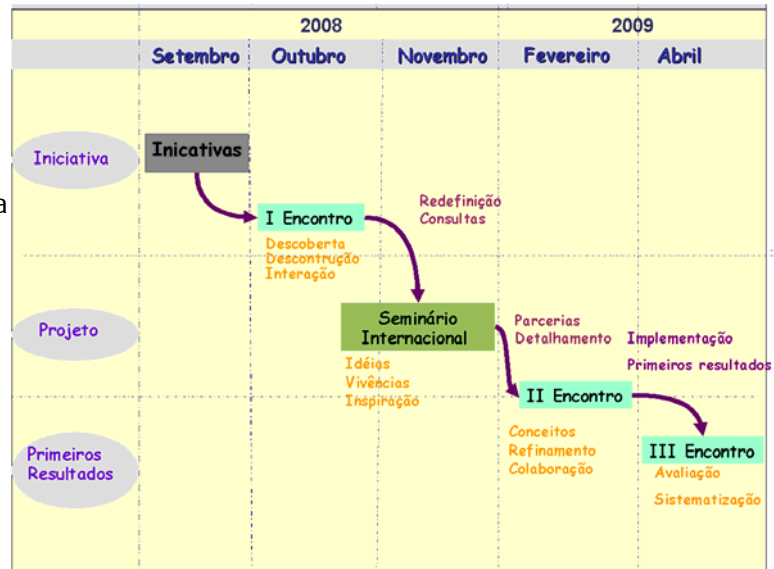 2008 2009
Setembro Outubro Novembro Fevereiro Abril
Iniciativa
Inicativas
a
I Encontro
Descoberta
Descontrução
Interação
Redefinição
Consultas
Projeto
Seminário
Internacional
Idéias
Vivências
Inspiração
Parcerias
Detalhamento
Implementação
Primeiros resultados
II Encontro
Conceitos
Refinamento
Colaboração
Primeiros
Resultados
III Encontro
Avaliação
Sistematização